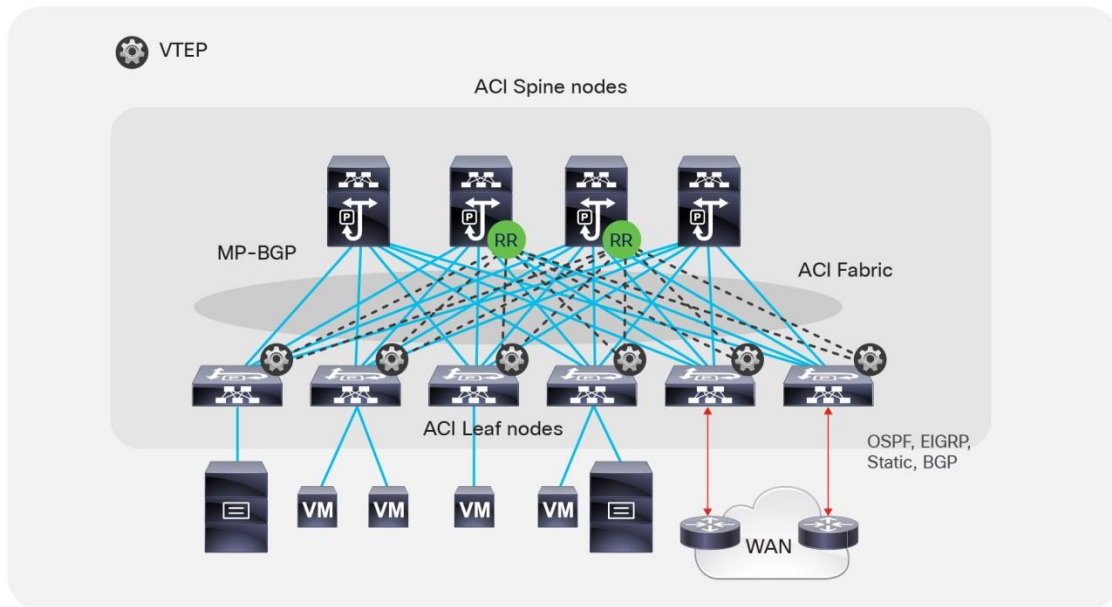 VTEP
ACI Spine nodes
P
P
P
P
RR
RR
MP-BGP
ACI Fabric
P
P
P
P
P
P
ACI Leaf nodes
OSPF, EIGRP,
Static, BGP
VM
VM
VM
VM
WAN